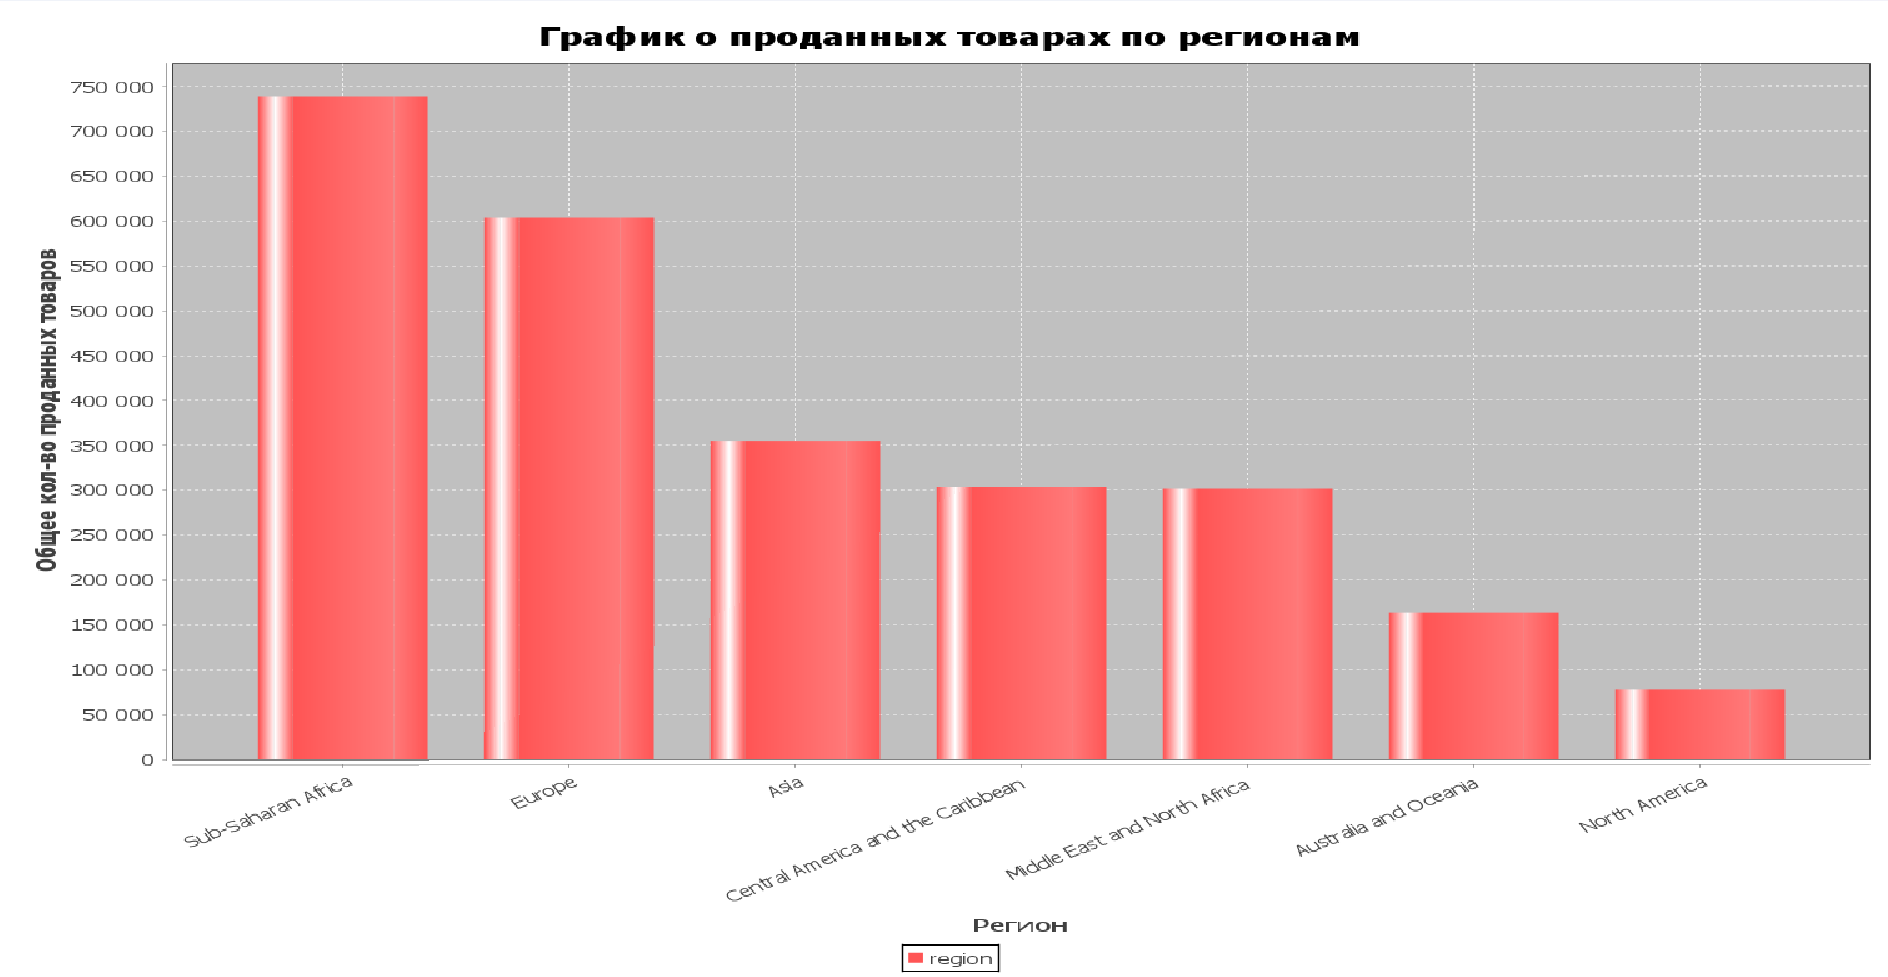 График о проданных товарах по регионам
Общее кол-во проданных товаров
750 000
700 000
650 000
600 000
550 000
500 000
450 000
400 000
350 000
300 000
250 000
200 000
150 000
100 000
50 000
0
Sub-Saharan Africa
Europe
Asia
Central America and the Caribbean
Middle East and North Africa
Australia and Oceania
North America
Регион
region